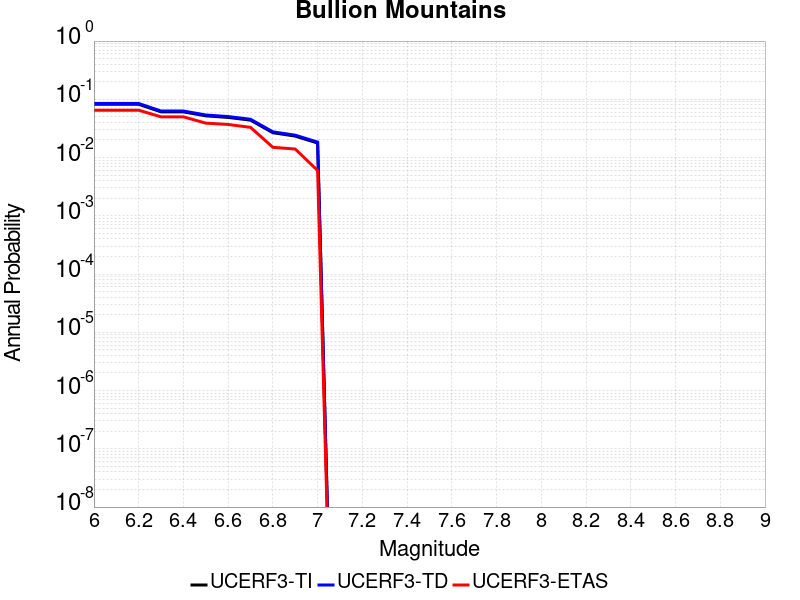 Bullion Mountains
10^0
10^-1
10^-2
10^-3
10^-4
10^-5
10^-6
10^-7
10^-8
Annual Probability
6 6.2 6.4 6.6 6.8 7 7.2 7.4 7.6 7.8 8 8.2 8.4 8.6 8.8 9
Magnitude
UCERF3-TI UCERF3-TD UCERF3-ETAS